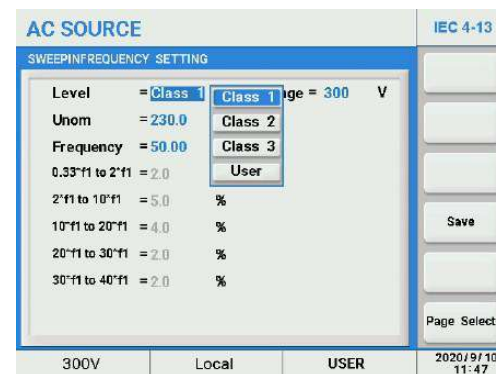 AC SOURCE
IEC 4-13
SWEEPINFREQUENCY SETTING
Level =Class 1 nge = 300 V
Class 1
Class 2
Class 3
User
Unom =230.0
Frequency =50.00
0.33*f1 to 2*f1 =2.0
2*f1 to 10*f1 =5.0 %
10*f1 to 20*f1 =4.0 %
20*f1 to 30*f1 =2.0 %
30*f1 to 40*f1 =2.0 %
Save
Page Select
300V
Local
USER
2020/9/10
11:47